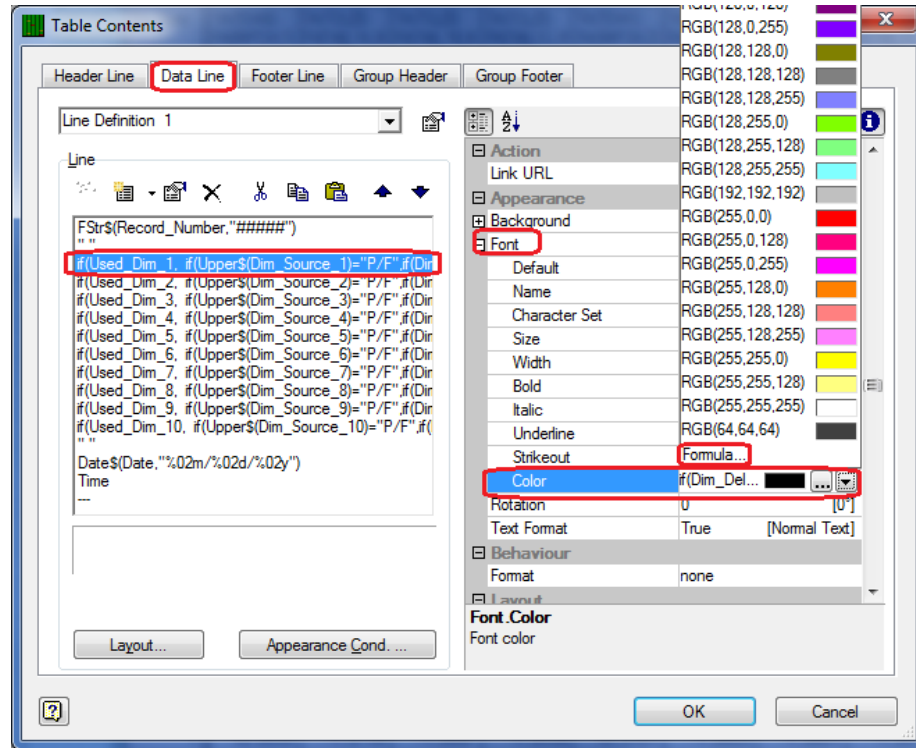 Table Contents
Header Line Data Line Footer Line Group Header Group Footer
Line Definition 1
Line
FStr$(Record_Number,"#####")
" "
if(Used_Dim_1, if(Upper$(Dim_Source_1)="P/F",if(Dim
if(Used_Dim_2, if(Upper$(Dim_Source_2)="P/F",if(Dir
if(Used_Dim_3, if(Upper$(Dim_Source_3)="P/F",if(Dir
if(Used_Dim_4, if(Upper$(Dim_Source_4)="P/F",if(Dir
if(Used_Dim_5, if(Upper$(Dim_Source_5)="P/F",if(Dir
if(Used_Dim_6, if(Upper$(Dim_Source_6)="P/F",if(Dir
if(Used_Dim_7, if(Upper$(Dim_Source_7)="P/F",if(Dir
if(Used_Dim_8, if(Upper$(Dim_Source_8)="P/F",if(Dir
if(Used_Dim_9, if(Upper$(Dim_Source_9)="P/F",if(Dir
if(Used_Dim_10, if(Upper$(Dim_Source_10)="P/F",if(
" "
Date$(Date,"%02m/%02d/%02y")
Time
---
Layout...
Appearance Cond. ...
Action
Link URL
Appearance
Background
Font
Default
Name
Character Set
Size
Width
Bold
Italic
Underline
Strikeout
Color if(Dim_Del...
Rotation 0 [0°]
Text Format True [Normal Text]
Behaviour
Format none
Layout
RGB(128,0,255)
RGB(128,128,0)
RGB(128,128,128)
RGB(128,128,255)
RGB(128,255,0)
RGB(128,255,128)
RGB(128,255,255)
RGB(192,192,192)
RGB(255,0,0)
RGB(255,0,128)
RGB(255,0,255)
RGB(255,128,0)
RGB(255,128,128)
RGB(255,128,255)
RGB(255,255,0)
RGB(255,255,128)
RGB(255,255,255)
RGB(64,64,64)
Formula...
Font.Color
Font color
OK
Cancel